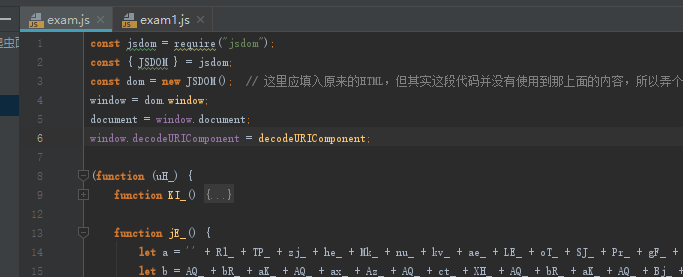 exam.js
exam1.js
1 const jsdom = require("jsdom");
2 const { JSDOM } = jsdom;
3 const dom = new JSDOM(); // 这里应填入原来的HTML，但其实这段代码并没有使用到那上面的内容，所以弄个
4 window = dom.window;
5 document = window.document;
6 window.decodeURIComponent = decodeURIComponent;
7
8 (function (uH_) {
9 function KI_() {...}
12
13 function jE_() {
14 let a = '' + Rl_ + TP_ + zj_ + he_ + Mk_ + nu_ + kv_ + ae_ + LE_ + oT_ + SJ_ + Pr_ + gF_ +
15 let b = AQ_ + bR_ + aK_ + AQ_ + ax_ + Az_ + AQ_ + ct_ + XH_ + AQ_ + bR_ + aK_ + AQ_ + Bj_ +